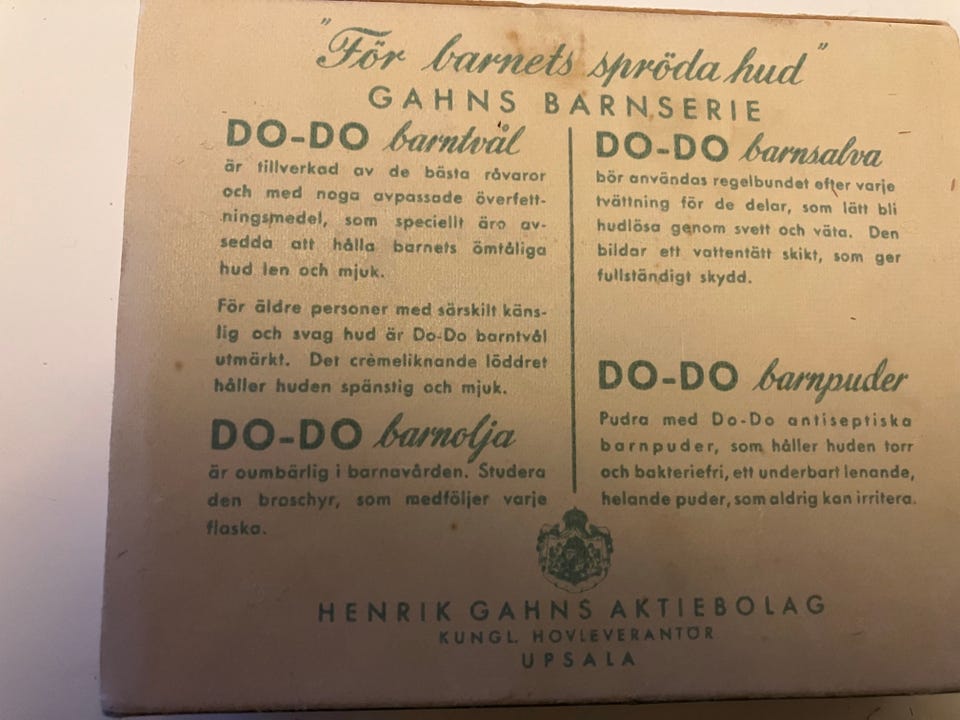 "För barnets spröda hud"
GAHNS BARNSERIE
DO-DO barntvål
är tillverkad av de bästa råvaror
och med noga avpassade överfett-
ningsmedel, som speciellt äro av-
sedda att hålla barnets ömtåliga
hud len och mjuk.
För äldre personer med särskilt käns-
lig och svag hud är Do-Do barntvål
utmärkt. Det crèmeliknande löddret
håller huden spänstig och mjuk.
DO-DO barnolja
är oumbärlig i barnavården. Studera
den broschyr, som medföljer varje
flaska.
DO-DO barnsalva
bör användas regelbundet efter varje
tvättning för de delar, som lätt bli
hudlösa genom svett och väta. Den
bildar ett vattentätt skikt, som ger
fullständigt skydd.
DO-DO barnpuder
Pudra med Do-Do antiseptiska
barnpuder, som håller huden torr
och bakteriefri, ett underbart lenande,
helande puder, som aldrig kan irritera.
HENRIK GAHNS AKTIEBOLAG
KUNGL. HOVLEVERANTÖR
UPSALA